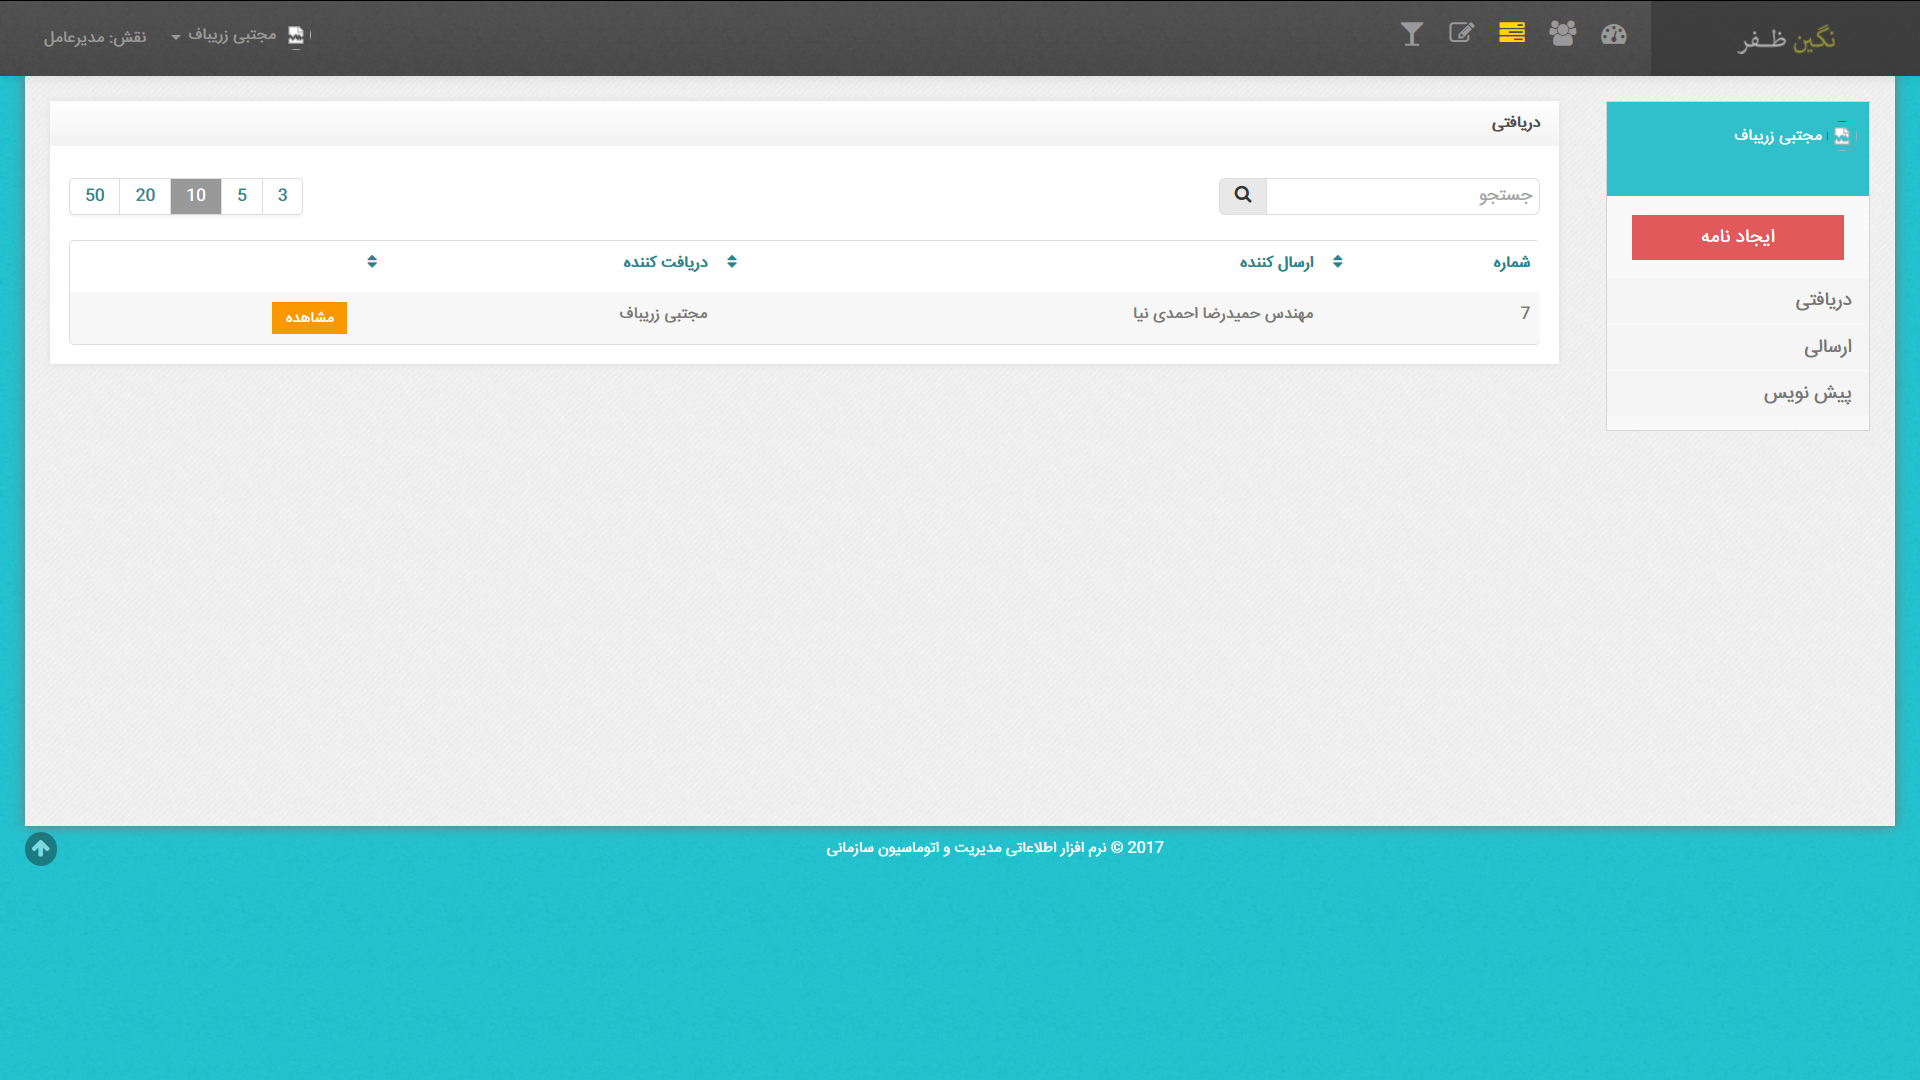 نگین ظـفر
مجتبی زریباف
نقش: مدیرعامل
مجتبی زریباف
ایجاد نامه
دریافتی
ارسالی
پیش نویس
دریافتی
جستجو
3 5 10 20 50
شماره ارسال کننده دریافت کننده
7 مهندس حمیدرضا احمدی نیا مجتبی زریباف مشاهده
2017 © نرم افزار اطلاعاتی مدیریت و اتوماسیون سازمانی